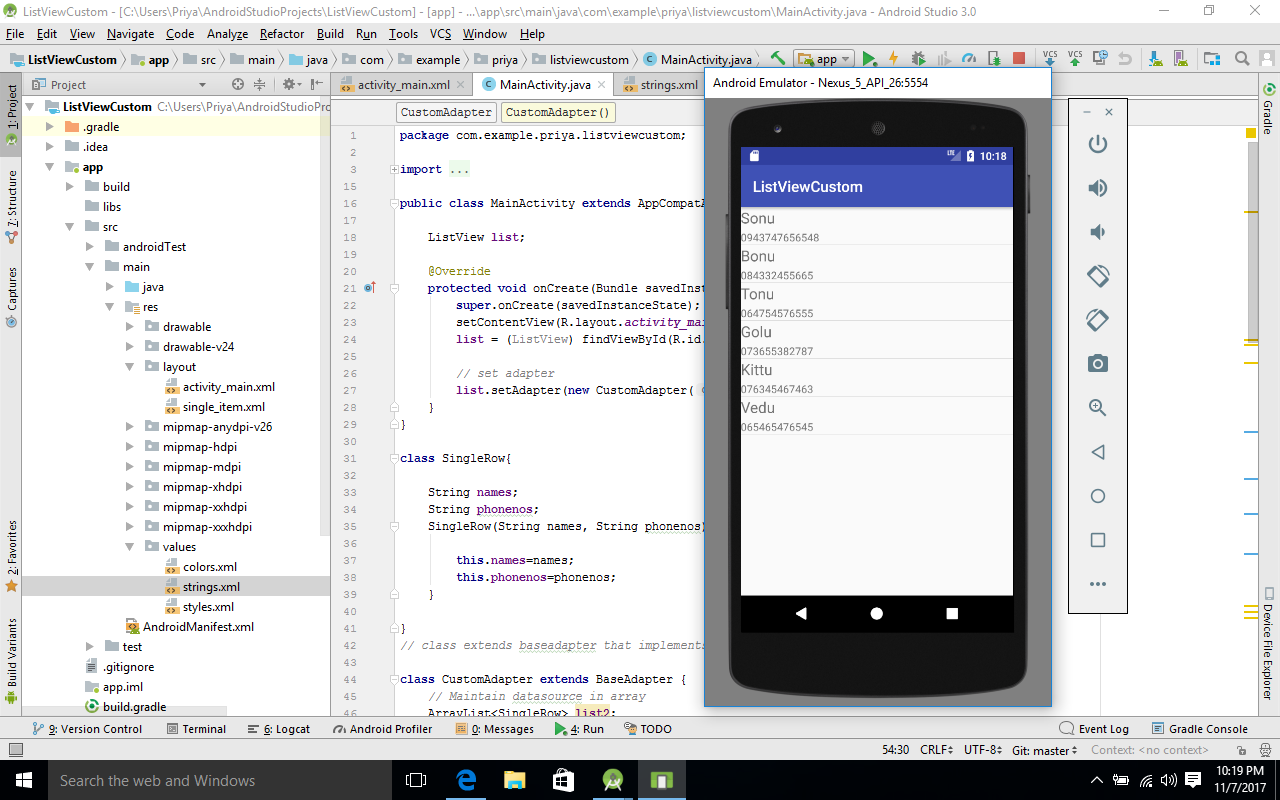 ListViewCustom - [C:\Users\Priya\AndroidStudioProjects\ListViewCustom] - [app] - ...\app\src\main\java\com\example\priya\listviewcustom\MainActivity.java - Android Studio 3.0
File Edit View Navigate Code Analyze Refactor Build Run Tools VCS Window Help
ListViewCustom app src main java com example priya listviewcustom MainActivity.java app VCS VCS
Project activity_main.xml MainActivity.java strings.xml
1: Project
7: Structure
Captures
2: Favorites
Build Variants
ListViewCustom C:\Users\Priya\AndroidStudioPro
.gradle
.idea
app
build
libs
src
androidTest
main
java
res
drawable
drawable-v24
layout
activity_main.xml
single_item.xml
mipmap-anydpi-v26
mipmap-hdpi
mipmap-mdpi
mipmap-xhdpi
mipmap-xxhdpi
mipmap-xxxhdpi
values
colors.xml
strings.xml
styles.xml
AndroidManifest.xml
test
.gitignore
app.iml
build.gradle
CustomAdapter CustomAdapter()
1 package com.example.priya.listviewcustom;
2
3 import ...
15
16 public class MainActivity extends AppCompatA
17
18 ListView list;
19
20 @Override
21 protected void onCreate(Bundle savedInst
22 super.onCreate(savedInstanceState);
23 setContentView(R.layout.activity_mai
24 list = (ListView) findViewById(R.id.
25
26 // set adapter
27 list.setAdapter(new CustomAdapter(
28 }
29 }
30
31 class SingleRow{
32
33 String names;
34 String phonenos;
35 SingleRow(String names, String phonenos)
36
37 this.names=names;
38 this.phonenos=phonenos;
39 }
40
41 }
42 // class extends baseadapter that implements
43
44 class CustomAdapter extends BaseAdapter {
45 // Maintain datasource in array
46 ArrayList<SingleRow> list2;
Android Emulator - Nexus_5_API_26:5554
LTE 10:18
ListViewCustom
Sonu
0943747656548
Bonu
084332455665
Tonu
064754576555
Golu
073655382787
Kittu
076345467463
Vedu
065465476545
Gradle
Device File Explorer
9: Version Control Terminal 6: Logcat Android Profiler 0: Messages 4: Run TODO Event Log Gradle Console
54:30 CRLF UTF-8 Git: master Context: <no context>
Search the web and Windows
10:19 PM
11/7/2017